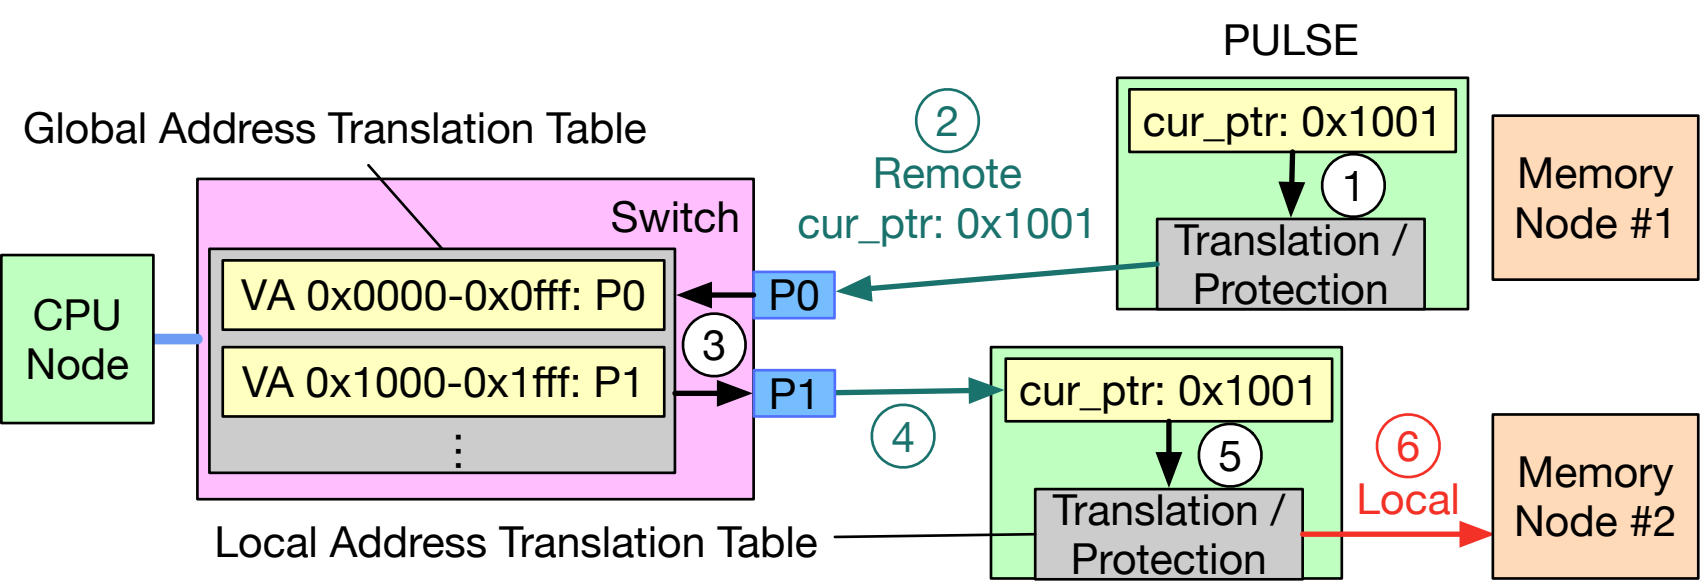 PULSE
cur_ptr: 0x1001
1
Translation /
Protection
Memory
Node #1
2
Remote
cur_ptr: 0x1001
Global Address Translation Table
Switch
VA 0x0000-0x0fff: P0
P0
3
VA 0x1000-0x1fff: P1
P1
⋮
CPU
Node
4
cur_ptr: 0x1001
5
Translation /
Protection
Local Address Translation Table
6
Local
Memory
Node #2